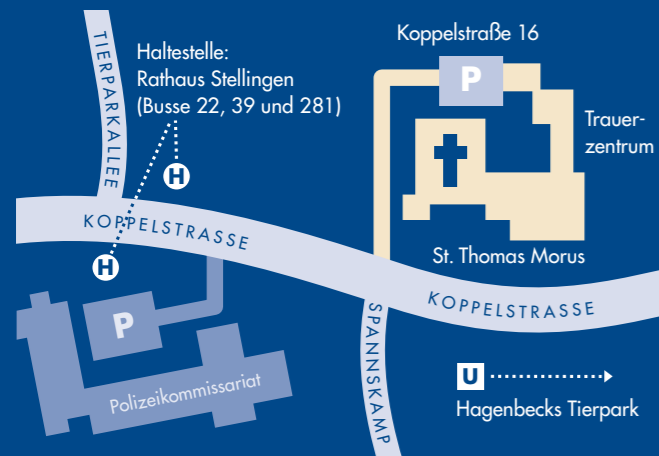 TIERPARKALLEE
Haltestelle:
Rathaus Stellingen
(Busse 22, 39 und 281)
H
H
KOPPELSTRASSE
Koppelstraße 16
P
Trauer-
zentrum
St. Thomas Morus
KOPPELSTRASSE
SPANNSKAMP
P
Polizeikommissariat
U
Hagenbecks Tierpark